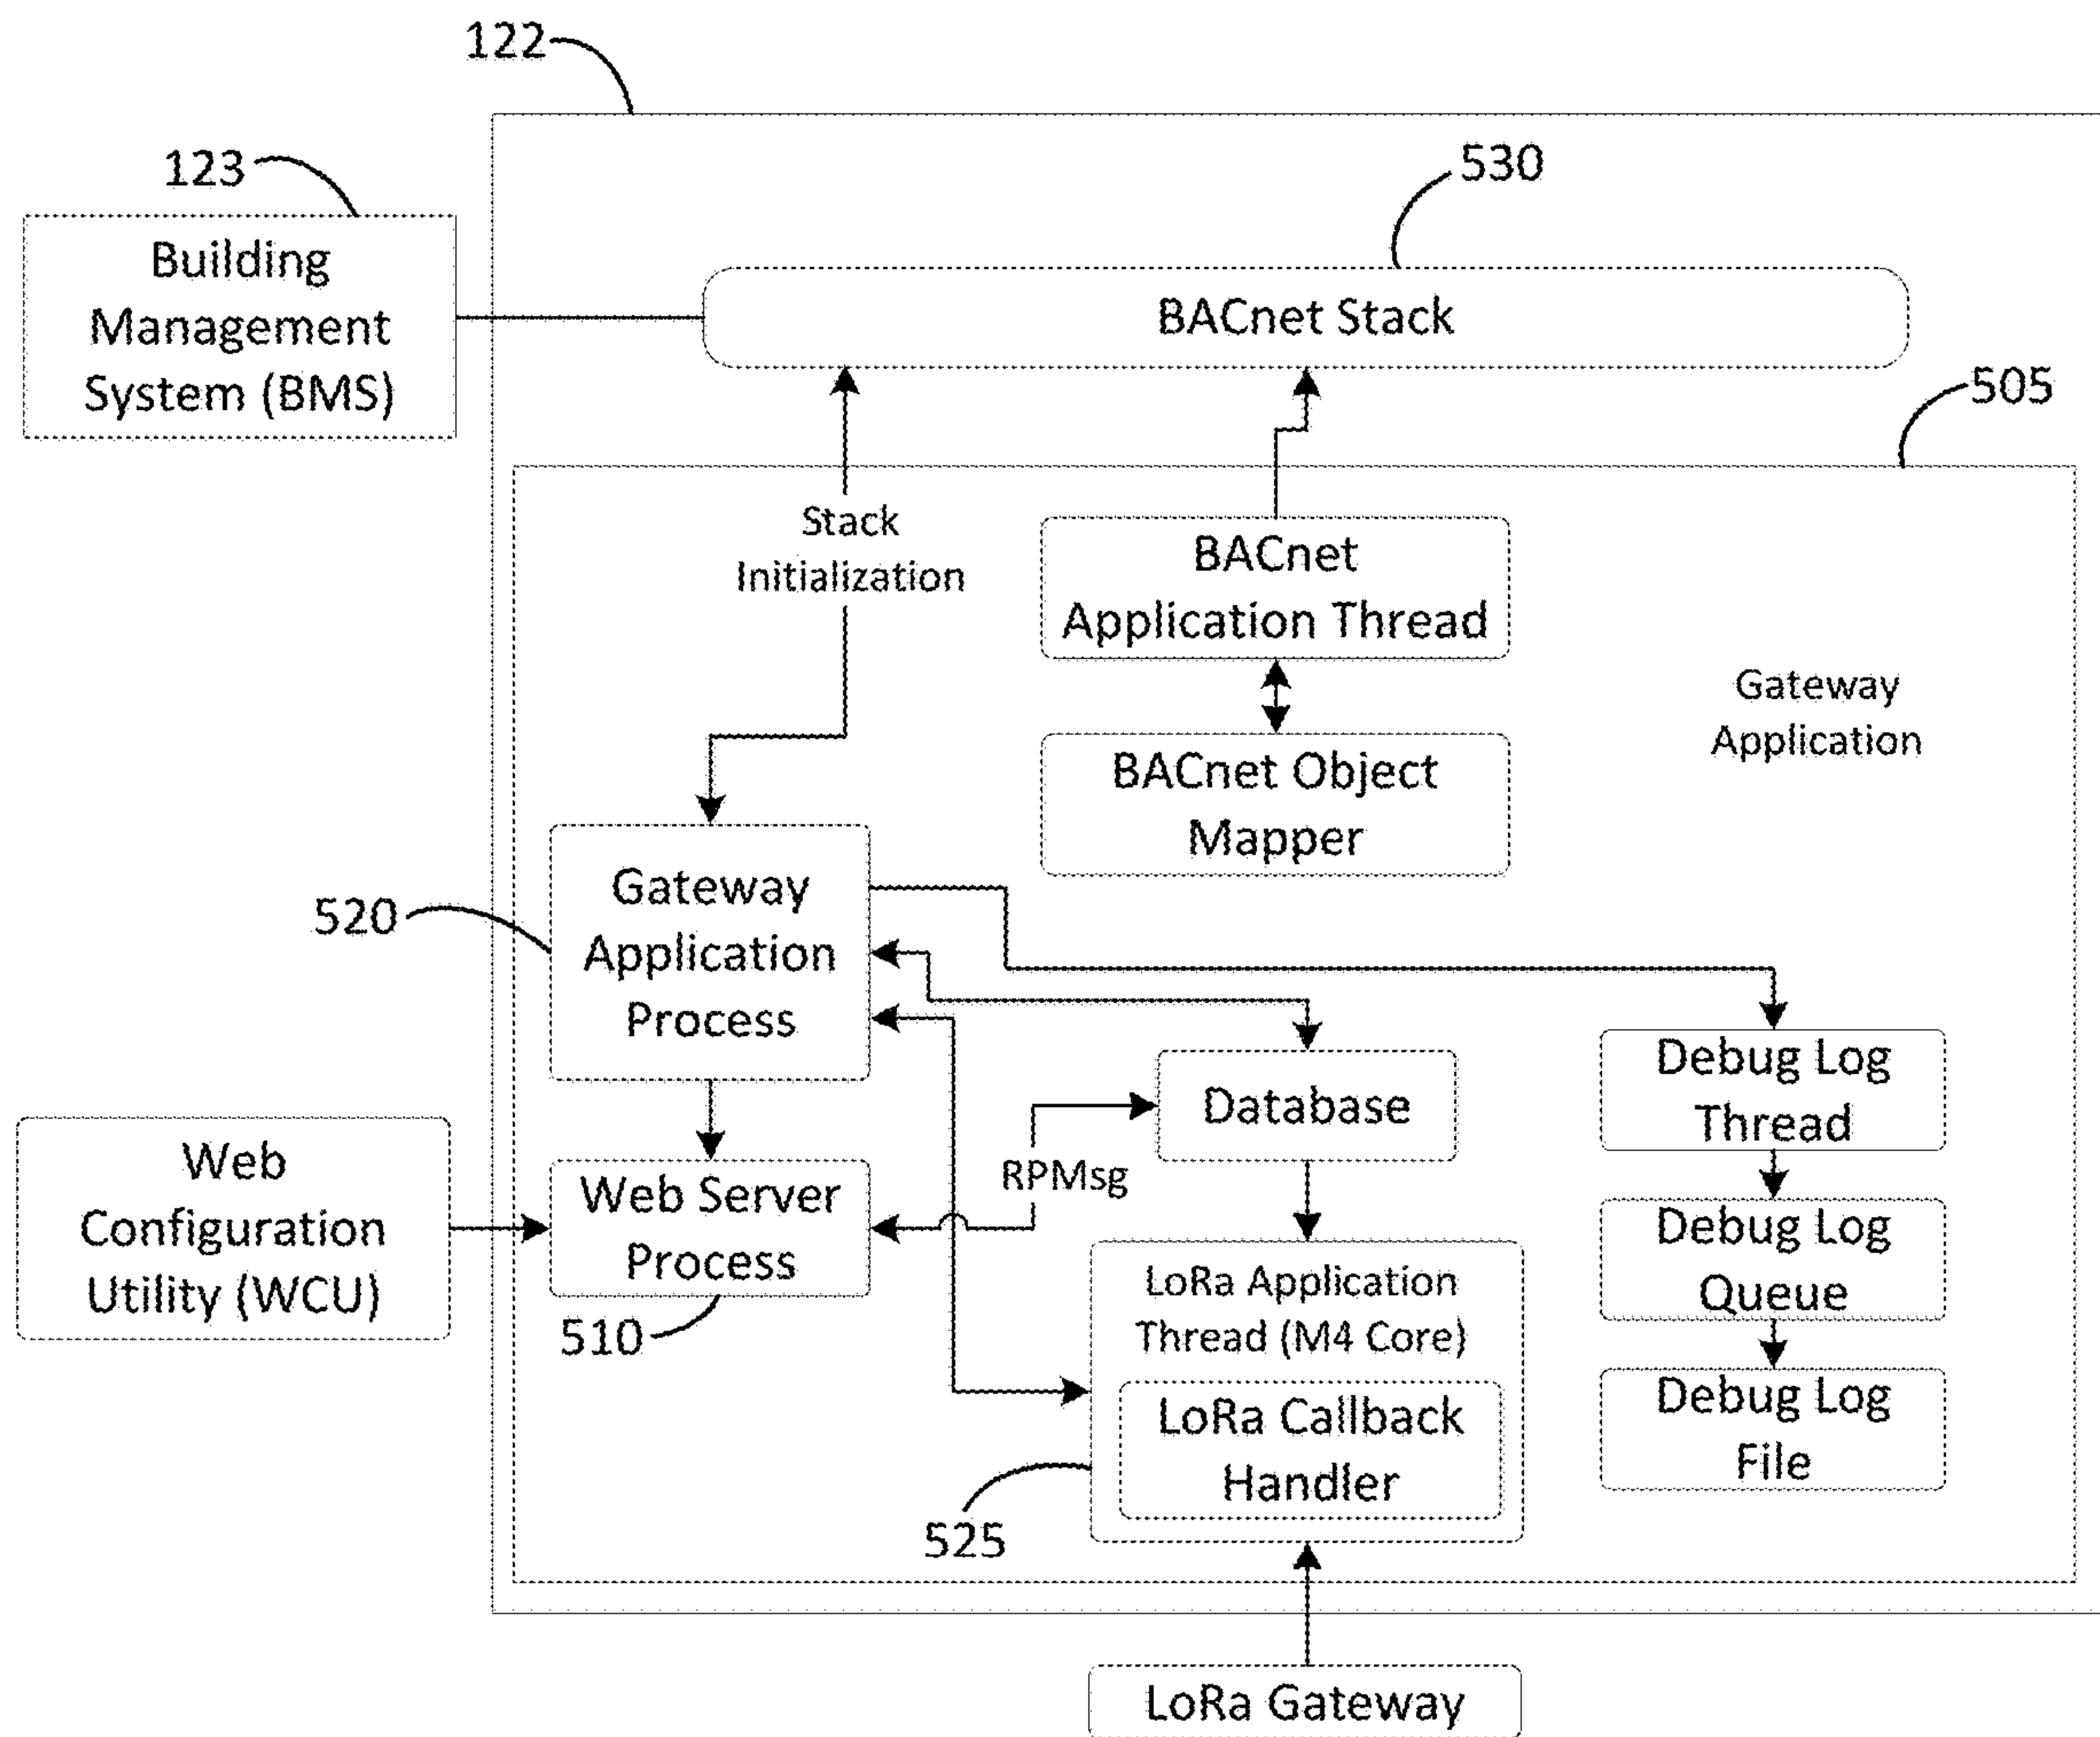 122
123
530
Building
Management
System (BMS)
BACnet Stack
505
Stack
Initialization
BACnet
Application Thread
Gateway
Application
BACnet Object
Mapper
520
Gateway
Application
Process
Database
Debug Log
Thread
Web
Configuration
Utility (WCU)
Web Server
Process
RPMsg
510
Debug Log
Queue
LoRa Application
Thread (M4 Core)
LoRa Callback
Handler
525
Debug Log
File
LoRa Gateway